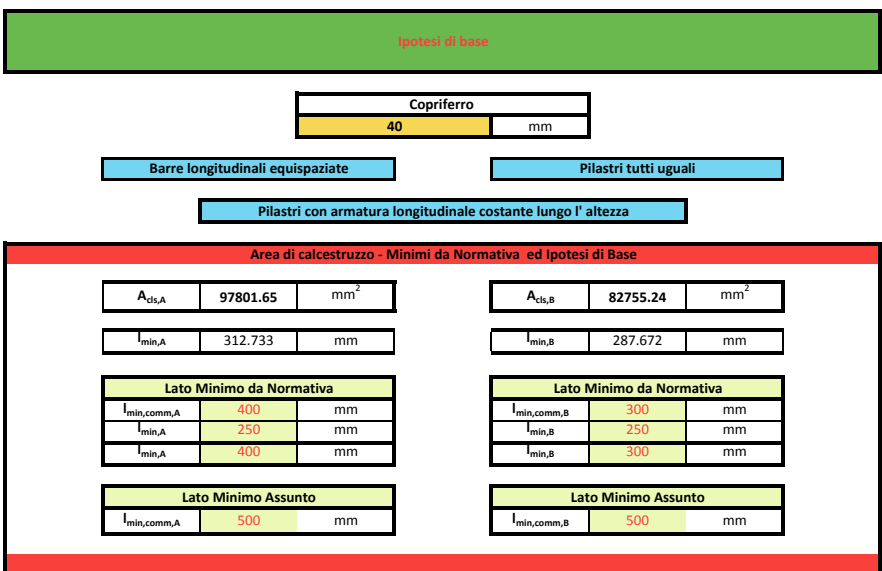 Ipotesi di base
Copriferro
40 mm
Barre longitudinali equispaziate Pilastri tutti uguali
Pilastri con armatura longitudinale costante lungo l' altezza
Area di calcestruzzo - Minimi da Normativa ed Ipotesi di Base
Acls,A 97801.65 mm2 Acls,B 82755.24 mm2
lmin,A 312.733 mm lmin,B 287.672 mm
Lato Minimo da Normativa Lato Minimo da Normativa
lmin,comm,A 400 mm lmin,comm,B 300 mm
lmin,A 250 mm lmin,B 250 mm
lmin,A 400 mm lmin,B 300 mm
Lato Minimo Assunto Lato Minimo Assunto
lmin,comm,A 500 mm lmin,comm,B 500 mm